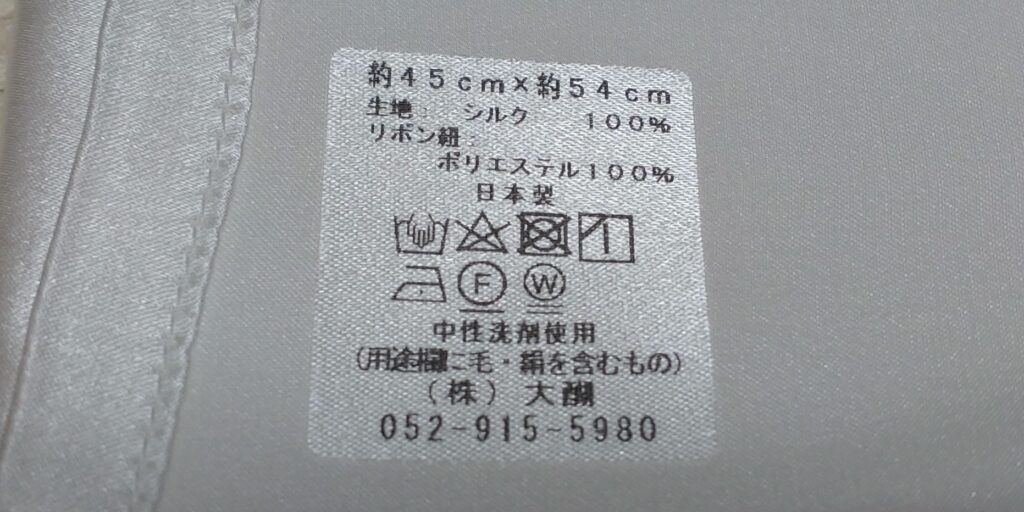 約45cm×約54cm
生地: シルク 100%
リボン紐:
ポリエステル100%
日本製
F W
中性洗剤使用
(用途欄に毛・絹を含むもの)
(株)大醐
052-915-5980